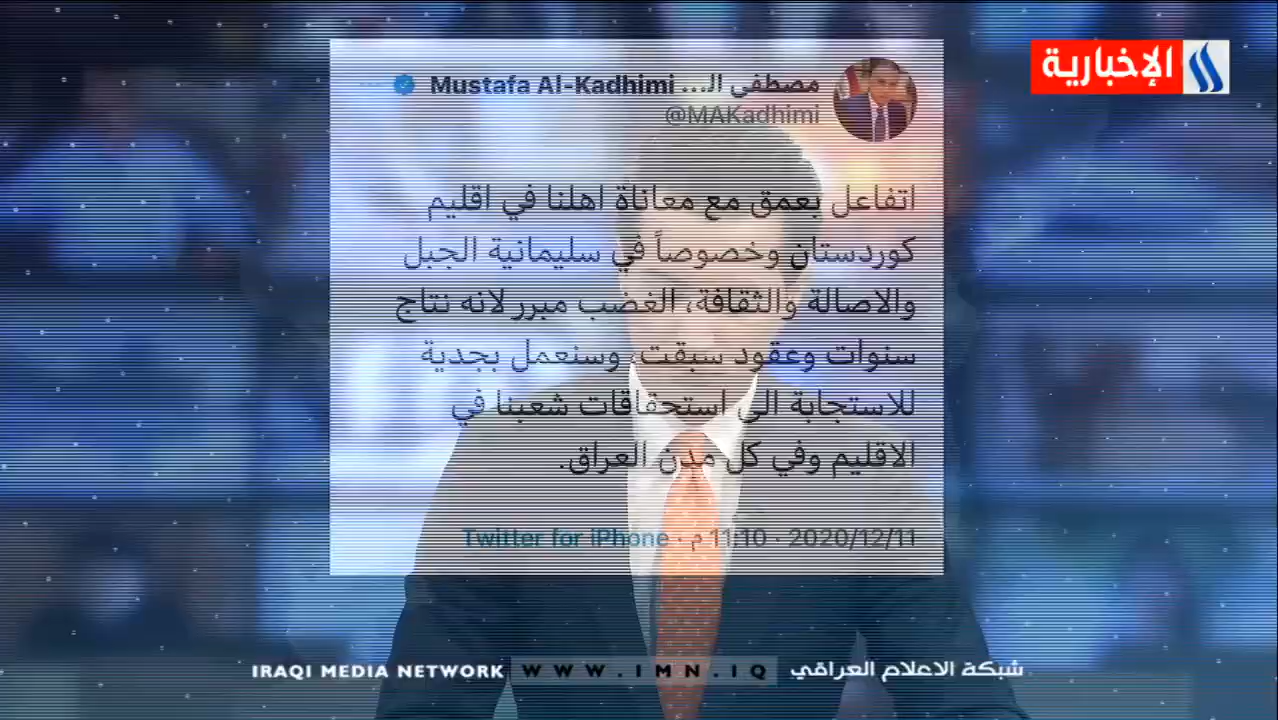 الإخبارية
مصطفى الـ... Mustafa Al-Kadhimi
@MAKadhimi
اتفاعل بعمق مع معاناة اهلنا في اقليم
كوردستان وخصوصاً في سليمانية الجبل
والاصالة والثقافة، الغضب مبرر لانه نتاج
سنوات وعقود سبقت، وسنعمل بجدية
للاستجابة الى استحقاقات شعبنا في
الاقليم وفي كل مدن العراق.
2020/12/11 · 11:10 م · Twitter for iPhone
IRAQI MEDIA NETWORK WWW.IMN.IQ شبكة الاعلام العراقي